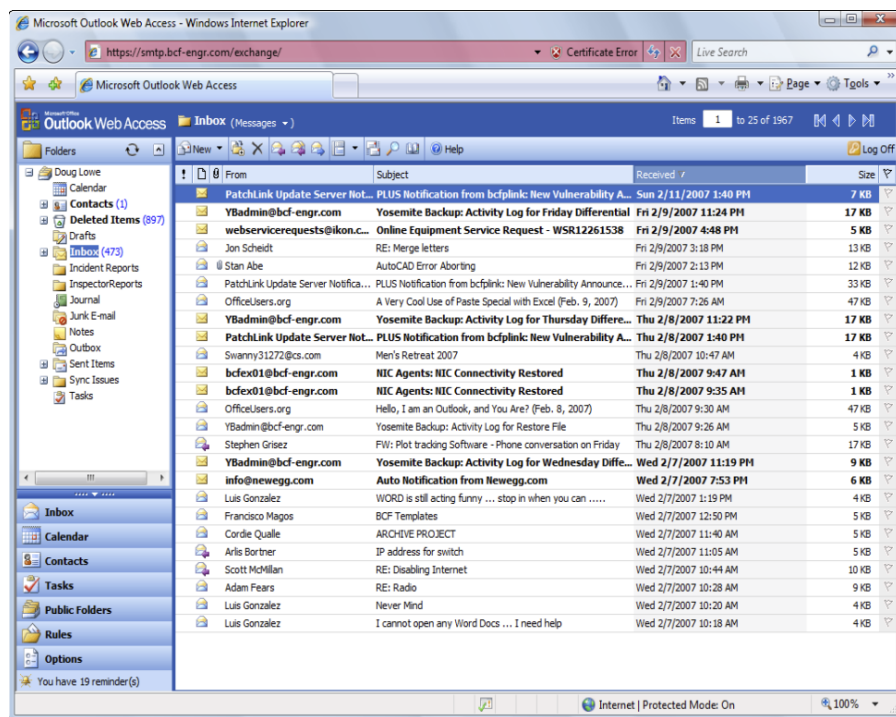 Microsoft Outlook Web Access - Windows Internet Explorer
https://smtp.bcf-engr.com/exchange/ Certificate Error Live Search
Microsoft Outlook Web Access Page Tools
Microsoft Office
Outlook Web Access Inbox (Messages) Items 1 to 25 of 1967
Folders New Help Log Off
! From Subject Received Size
Doug Lowe
Calendar
Contacts (1)
Deleted Items (897)
Drafts
Inbox (473)
Incident Reports
InspectorReports
Journal
Junk E-mail
Notes
Outbox
Sent Items
Sync Issues
Tasks
PatchLink Update Server Not... PLUS Notification from bcfplink: New Vulnerability A... Sun 2/11/2007 1:40 PM 7 KB
YBadmin@bcf-engr.com Yosemite Backup: Activity Log for Friday Differential Fri 2/9/2007 11:24 PM 17 KB
webservicerequests@ikon.c... Online Equipment Service Request - WSR12261538 Fri 2/9/2007 4:48 PM 5 KB
Jon Scheidt RE: Merge letters Fri 2/9/2007 3:18 PM 13 KB
Stan Abe AutoCAD Error Aborting Fri 2/9/2007 2:13 PM 12 KB
PatchLink Update Server Notifica... PLUS Notification from bcfplink: New Vulnerability Announce... Fri 2/9/2007 1:40 PM 33 KB
OfficeUsers.org A Very Cool Use of Paste Special with Excel (Feb. 9, 2007) Fri 2/9/2007 7:26 AM 47 KB
YBadmin@bcf-engr.com Yosemite Backup: Activity Log for Thursday Differe... Thu 2/8/2007 11:22 PM 17 KB
PatchLink Update Server Not... PLUS Notification from bcfplink: New Vulnerability A... Thu 2/8/2007 1:40 PM 17 KB
Swanny31272@cs.com Men's Retreat 2007 Thu 2/8/2007 10:47 AM 4 KB
bcfex01@bcf-engr.com NIC Agents: NIC Connectivity Restored Thu 2/8/2007 9:47 AM 1 KB
bcfex01@bcf-engr.com NIC Agents: NIC Connectivity Restored Thu 2/8/2007 9:35 AM 1 KB
OfficeUsers.org Hello, I am an Outlook, and You Are? (Feb. 8, 2007) Thu 2/8/2007 9:30 AM 47 KB
YBadmin@bcf-engr.com Yosemite Backup: Activity Log for Restore File Thu 2/8/2007 9:26 AM 5 KB
Stephen Grisez FW: Plot tracking Software - Phone conversation on Friday Thu 2/8/2007 8:10 AM 17 KB
YBadmin@bcf-engr.com Yosemite Backup: Activity Log for Wednesday Diffe... Wed 2/7/2007 11:19 PM 9 KB
info@newegg.com Auto Notification from Newegg.com Wed 2/7/2007 7:53 PM 6 KB
Luis Gonzalez WORD is still acting funny ... stop in when you can ..... Wed 2/7/2007 1:19 PM 4 KB
Francisco Magos BCF Templates Wed 2/7/2007 12:50 PM 5 KB
Cordie Qualle ARCHIVE PROJECT Wed 2/7/2007 11:40 AM 5 KB
Arlis Bortner IP address for switch Wed 2/7/2007 11:05 AM 5 KB
Scott McMillan RE: Disabling Internet Wed 2/7/2007 10:44 AM 10 KB
Adam Fears RE: Radio Wed 2/7/2007 10:28 AM 9 KB
Luis Gonzalez Never Mind Wed 2/7/2007 10:20 AM 4 KB
Luis Gonzalez I cannot open any Word Docs ... I need help Wed 2/7/2007 10:18 AM 4 KB
Inbox
Calendar
Contacts
Tasks
Public Folders
Rules
Options
You have 19 reminder(s)
Internet | Protected Mode: On 100%